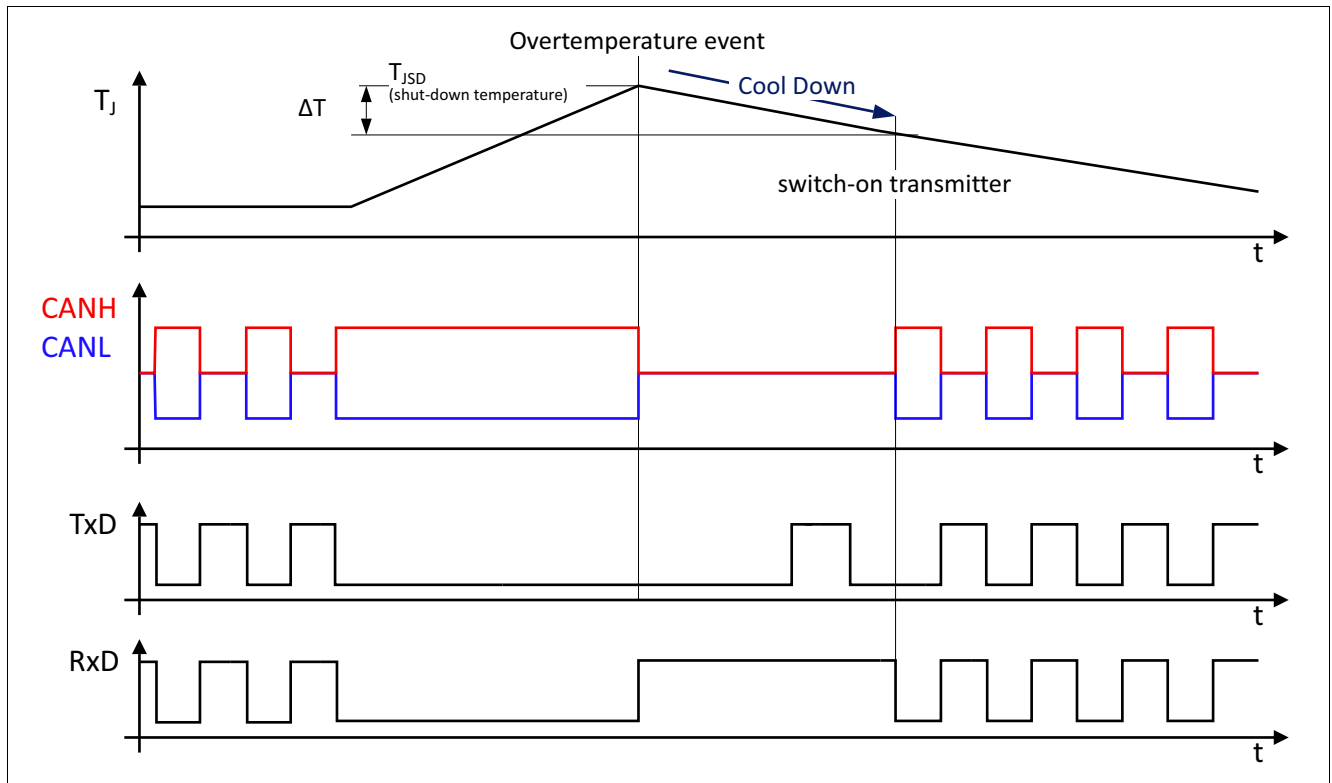 Overtemperature event
TJSD
(shut-down temperature)
Cool Down
TJ
ΔT
switch-on transmitter
t
CANH
CANL
t
TxD
t
RxD
t